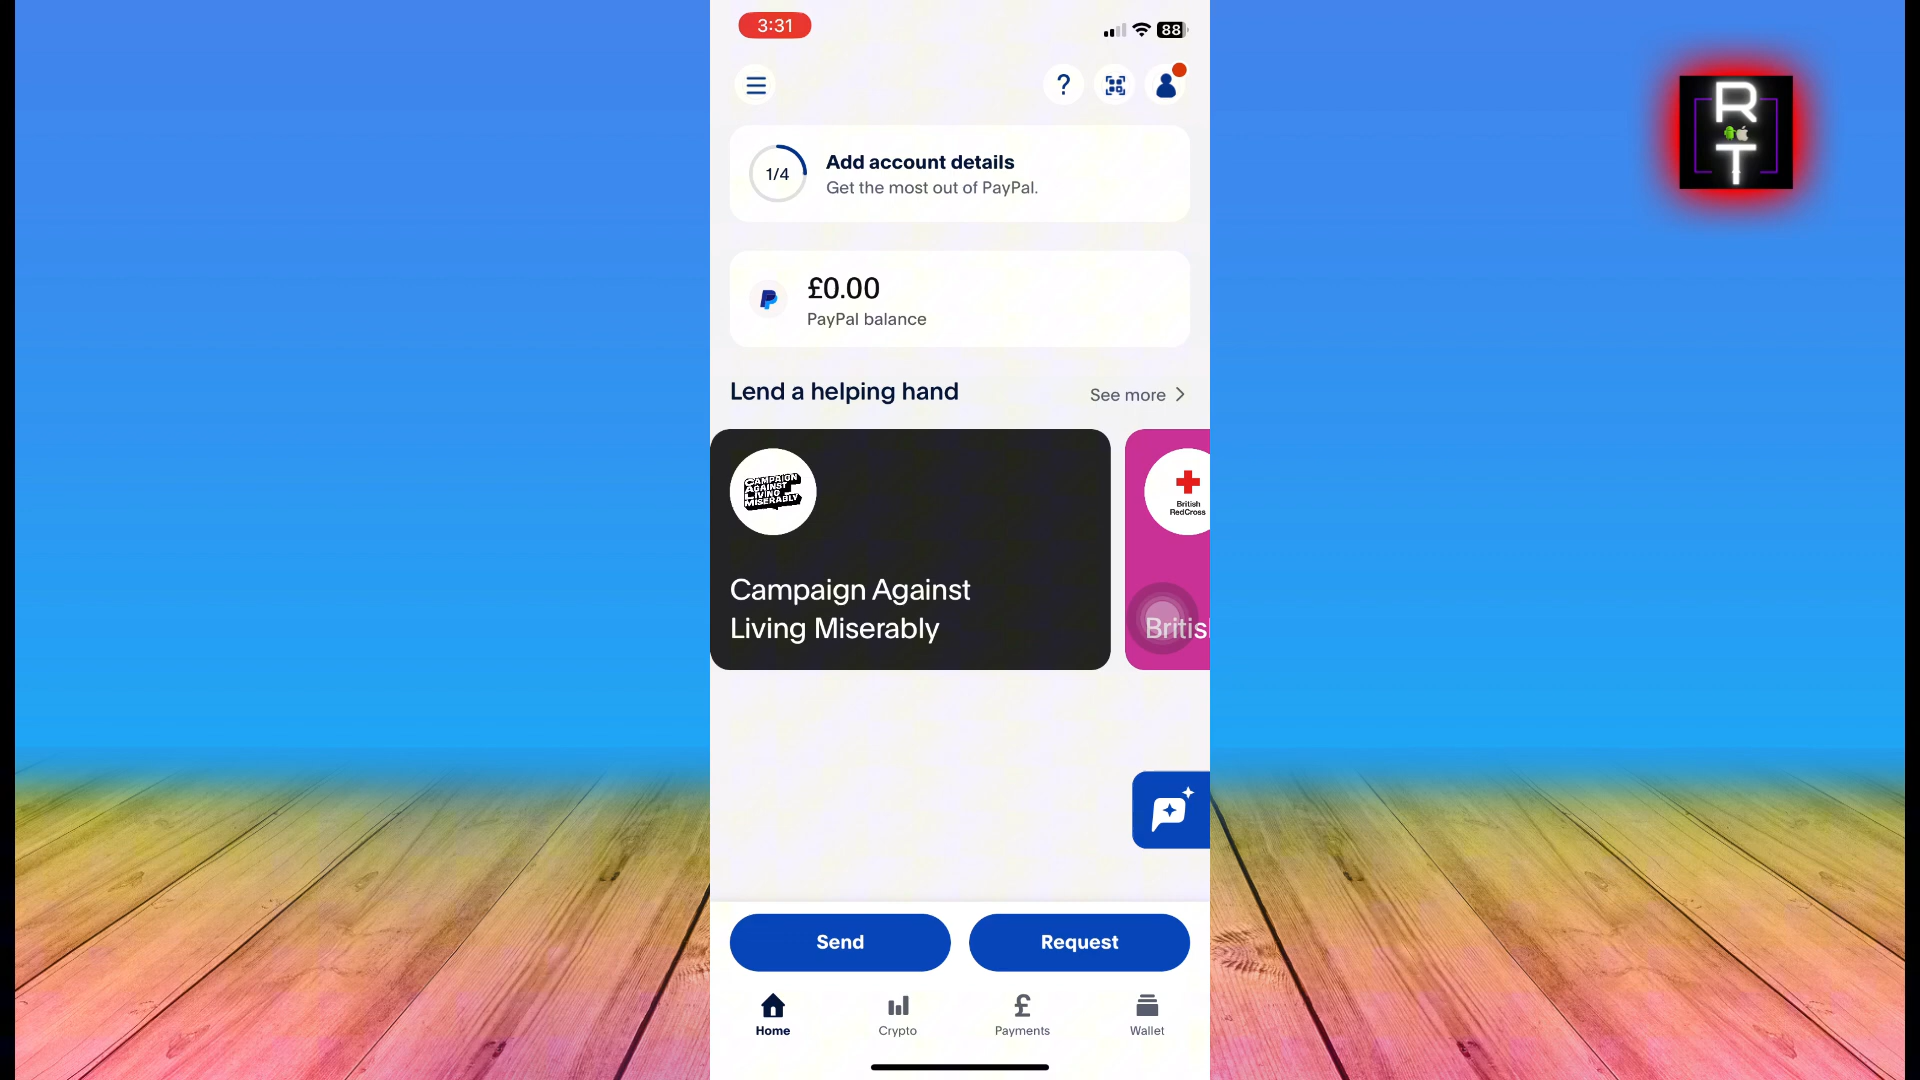 3:31
88
R
T
?
1/4
Add account details
Get the most out of PayPal.
£0.00
PayPal balance
Lend a helping hand
See more
CAMPAIGN
AGAINST
LIVING
MISERABLY
British
RedCross
Campaign Against
Living Miserably
Britis
Send
Request
Home
Crypto
£
Payments
Wallet